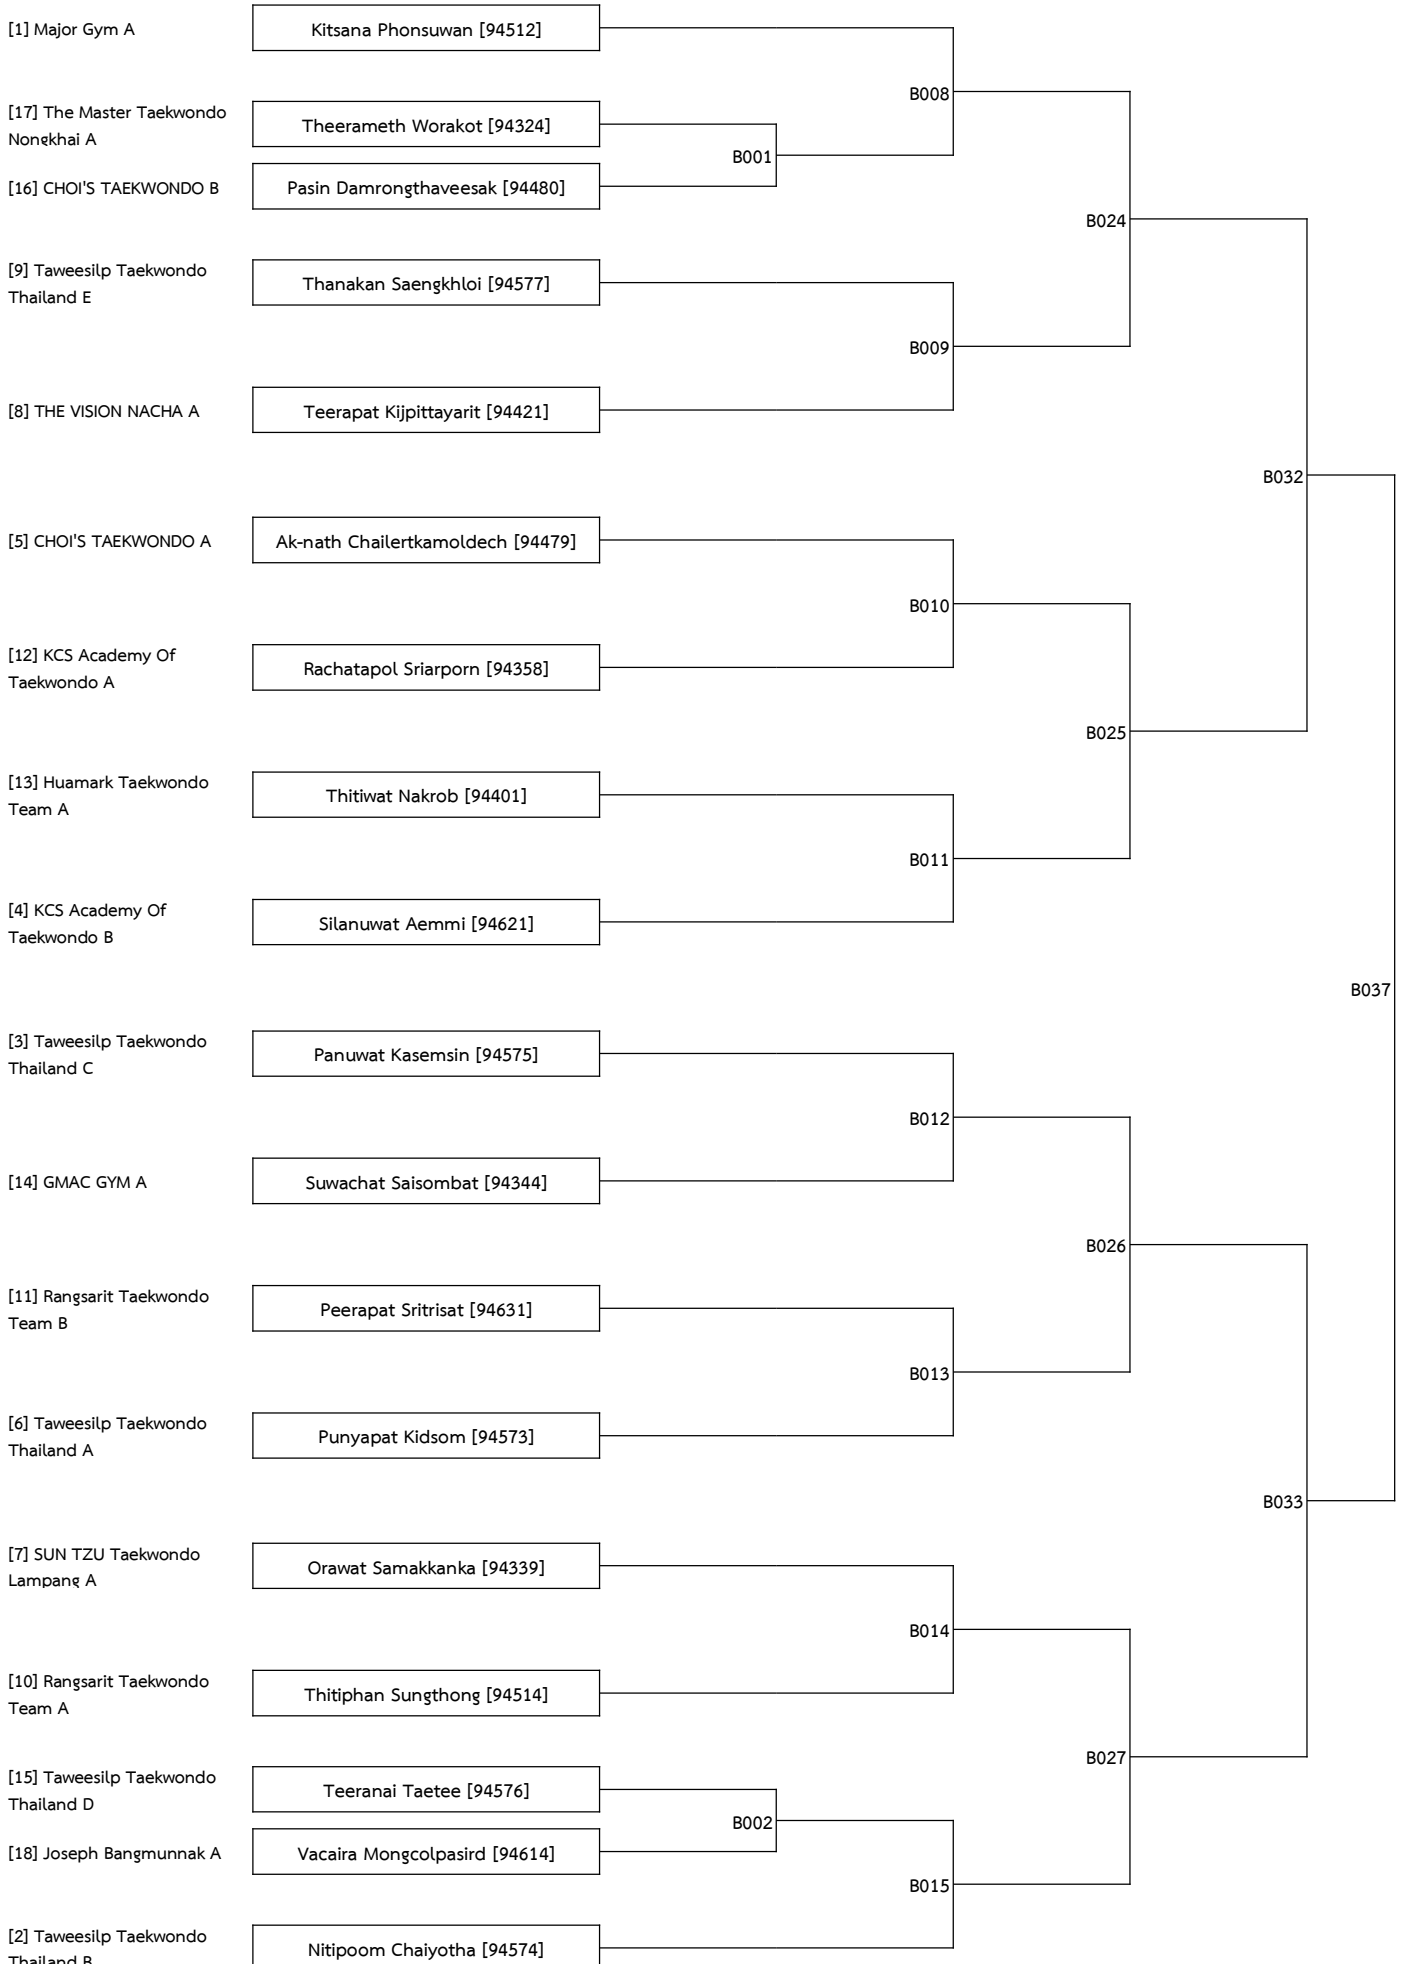 [1] Major Gym A
Kitsana Phonsuwan [94512]
B008
[17] The Master Taekwondo
Nongkhai A
Theerameth Worakot [94324]
B001
[16] CHOI'S TAEKWONDO B
Pasin Damrongthaveesak [94480]
B024
[9] Taweesilp Taekwondo
Thailand E
Thanakan Saengkhloi [94577]
B009
[8] THE VISION NACHA A
Teerapat Kijpittayarit [94421]
B032
[5] CHOI'S TAEKWONDO A
Ak-nath Chailertkamoldech [94479]
B010
[12] KCS Academy Of
Taekwondo A
Rachatapol Sriarporn [94358]
B025
[13] Huamark Taekwondo
Team A
Thitiwat Nakrob [94401]
B011
[4] KCS Academy Of
Taekwondo B
Silanuwat Aemmi [94621]
B037
[3] Taweesilp Taekwondo
Thailand C
Panuwat Kasemsin [94575]
B012
[14] GMAC GYM A
Suwachat Saisombat [94344]
B026
[11] Rangsarit Taekwondo
Team B
Peerapat Sritrisat [94631]
B013
[6] Taweesilp Taekwondo
Thailand A
Punyapat Kidsom [94573]
B033
[7] SUN TZU Taekwondo
Lampang A
Orawat Samakkanka [94339]
B014
[10] Rangsarit Taekwondo
Team A
Thitiphan Sungthong [94514]
B027
[15] Taweesilp Taekwondo
Thailand D
Teeranai Taetee [94576]
B002
[18] Joseph Bangmunnak A
Vacaira Mongcolpasird [94614]
B015
[2] Taweesilp Taekwondo
Thailand B
Nitipoom Chaiyotha [94574]